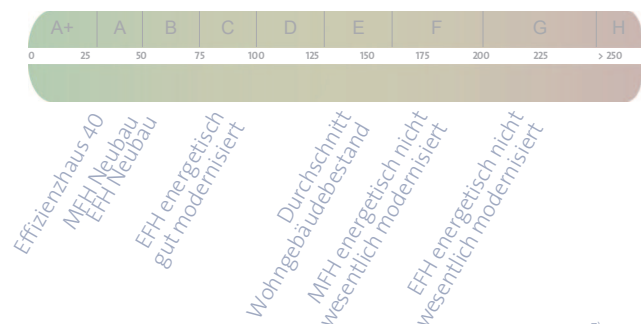 A+ A B C D E F G H
0 25 50 75 100 125 150 175 200 225 > 250
Effizienzhaus 40
MFH Neubau
EFH Neubau
EFH energetisch
gut modernisiert
Durchschnitt
Wohngebäudebestand
MFH energetisch nicht
wesentlich modernisiert
EFH energetisch nicht
wesentlich modernisiert